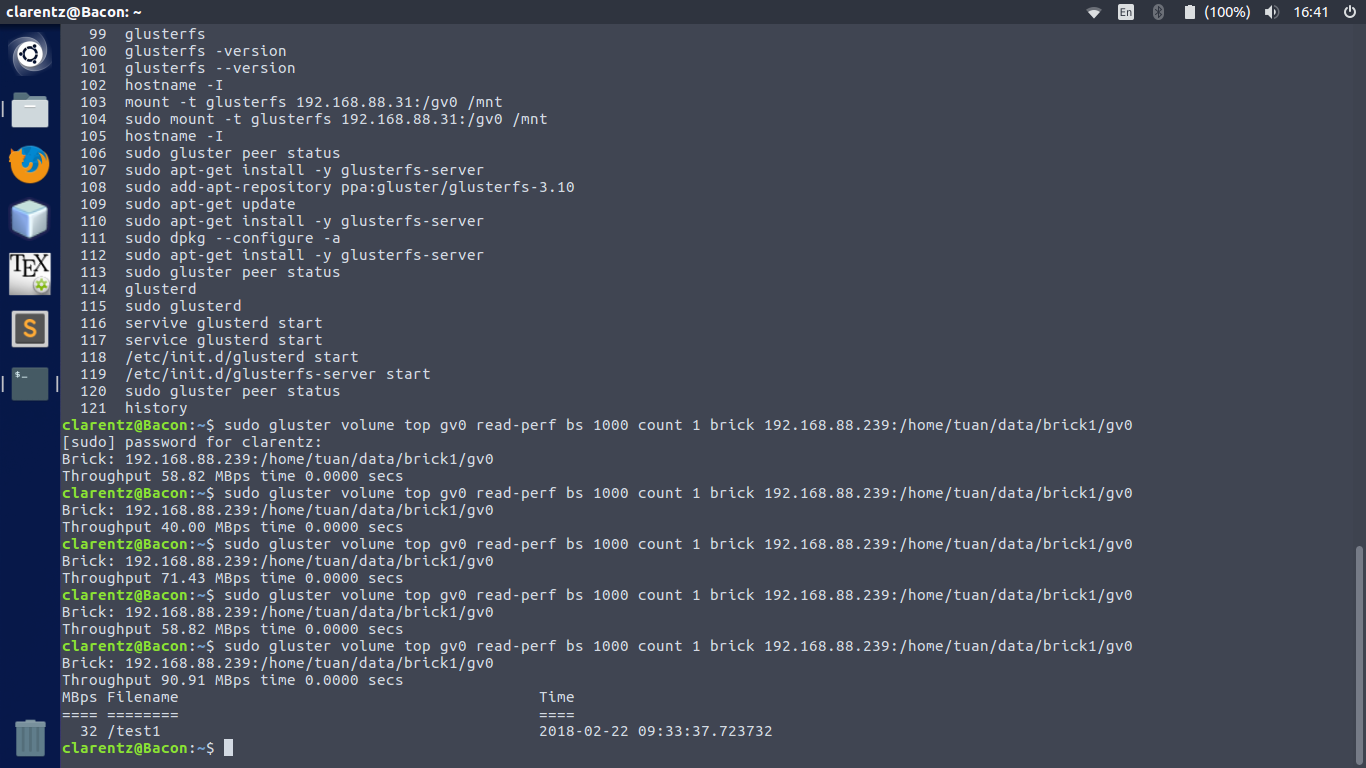 clarentz@Bacon: ~
En (100%) 16:41
99 glusterfs
100 glusterfs -version
101 glusterfs --version
102 hostname -I
103 mount -t glusterfs 192.168.88.31:/gv0 /mnt
104 sudo mount -t glusterfs 192.168.88.31:/gv0 /mnt
105 hostname -I
106 sudo gluster peer status
107 sudo apt-get install -y glusterfs-server
108 sudo add-apt-repository ppa:gluster/glusterfs-3.10
109 sudo apt-get update
110 sudo apt-get install -y glusterfs-server
111 sudo dpkg --configure -a
112 sudo apt-get install -y glusterfs-server
113 sudo gluster peer status
114 glusterd
115 sudo glusterd
116 servive glusterd start
117 service glusterd start
118 /etc/init.d/glusterd start
119 /etc/init.d/glusterfs-server start
120 sudo gluster peer status
121 history
clarentz@Bacon:~$ sudo gluster volume top gv0 read-perf bs 1000 count 1 brick 192.168.88.239:/home/tuan/data/brick1/gv0
[sudo] password for clarentz:
Brick: 192.168.88.239:/home/tuan/data/brick1/gv0
Throughput 58.82 MBps time 0.0000 secs
clarentz@Bacon:~$ sudo gluster volume top gv0 read-perf bs 1000 count 1 brick 192.168.88.239:/home/tuan/data/brick1/gv0
Brick: 192.168.88.239:/home/tuan/data/brick1/gv0
Throughput 40.00 MBps time 0.0000 secs
clarentz@Bacon:~$ sudo gluster volume top gv0 read-perf bs 1000 count 1 brick 192.168.88.239:/home/tuan/data/brick1/gv0
Brick: 192.168.88.239:/home/tuan/data/brick1/gv0
Throughput 71.43 MBps time 0.0000 secs
clarentz@Bacon:~$ sudo gluster volume top gv0 read-perf bs 1000 count 1 brick 192.168.88.239:/home/tuan/data/brick1/gv0
Brick: 192.168.88.239:/home/tuan/data/brick1/gv0
Throughput 58.82 MBps time 0.0000 secs
clarentz@Bacon:~$ sudo gluster volume top gv0 read-perf bs 1000 count 1 brick 192.168.88.239:/home/tuan/data/brick1/gv0
Brick: 192.168.88.239:/home/tuan/data/brick1/gv0
Throughput 90.91 MBps time 0.0000 secs
MBps Filename Time
==== ======== ====
32 /test1 2018-02-22 09:33:37.723732
clarentz@Bacon:~$
TEX
S
$_